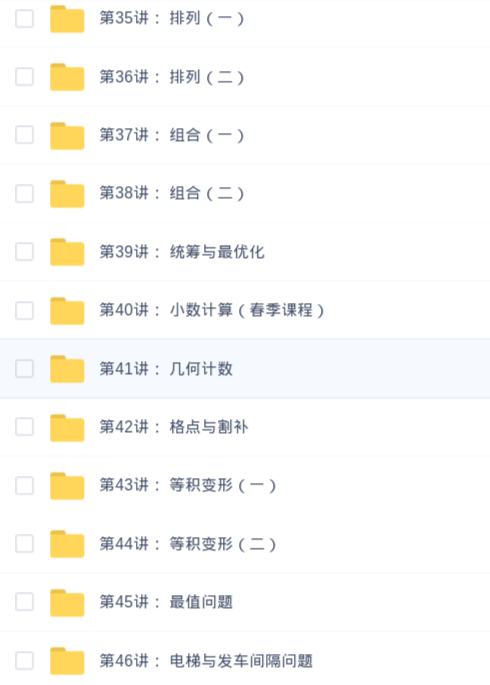 第35讲：排列（一）
第36讲：排列（二）
第37讲：组合（一）
第38讲：组合（二）
第39讲：统筹与最优化
第40讲：小数计算（春季课程）
第41讲：几何计数
第42讲：格点与割补
第43讲：等积变形（一）
第44讲：等积变形（二）
第45讲：最值问题
第46讲：电梯与发车间隔问题